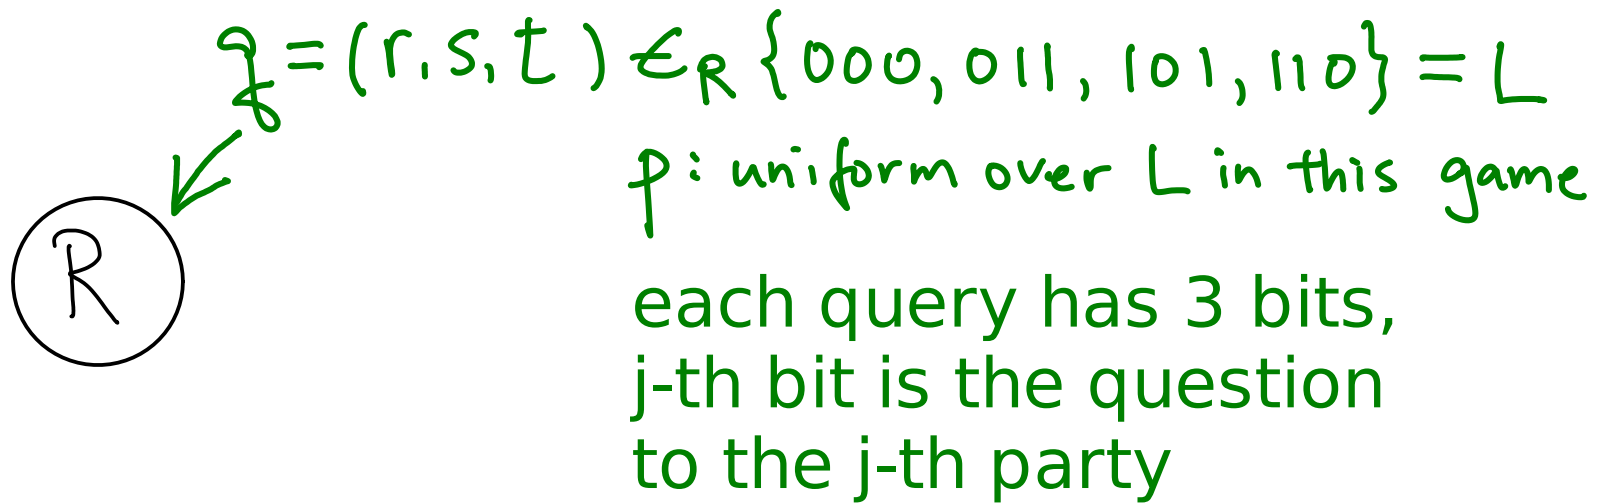 q = (r, s, t) ∈R {000, 011, 101, 110} = L
p: uniform over L in this game
R
each query has 3 bits,
j-th bit is the question
to the j-th party